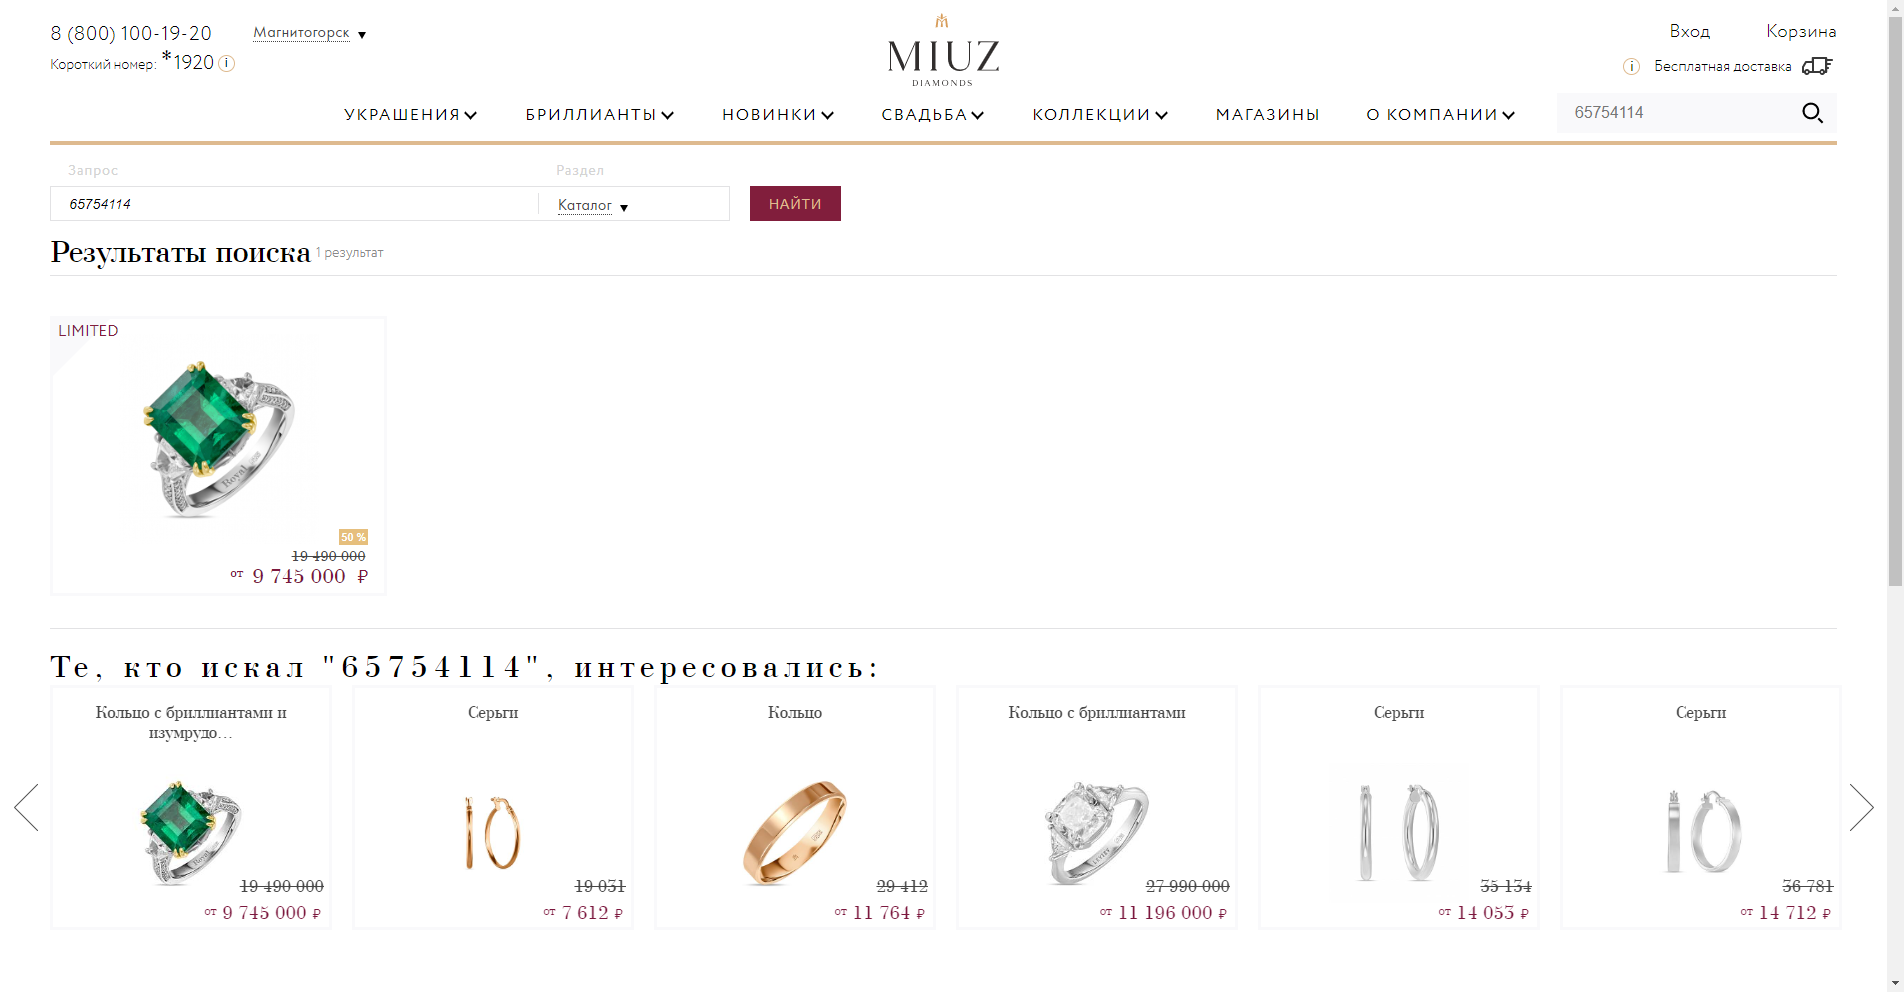 8 (800) 100-19-20
Магнитогорск
Короткий номер: *1920
MIUZ
DIAMONDS
Вход
Корзина
Бесплатная доставка
УКРАШЕНИЯ
БРИЛЛИАНТЫ
НОВИНКИ
СВАДЬБА
КОЛЛЕКЦИИ
МАГАЗИНЫ
О КОМПАНИИ
65754114
Запрос
Раздел
65754114
Каталог
НАЙТИ
Результаты поиска 1 результат
LIMITED
Royal
50 %
19 490 000
от 9 745 000 ₽
Те, кто искал "65754114", интересовались:
Кольцо с бриллиантами и
изумрудо...
Royal
19 490 000
от 9 745 000 ₽
Серьги
19 031
от 7 612 ₽
Кольцо
29 412
от 11 764 ₽
Кольцо с бриллиантами
27 990 000
от 11 196 000 ₽
Серьги
35 134
от 14 053 ₽
Серьги
36 781
от 14 712 ₽